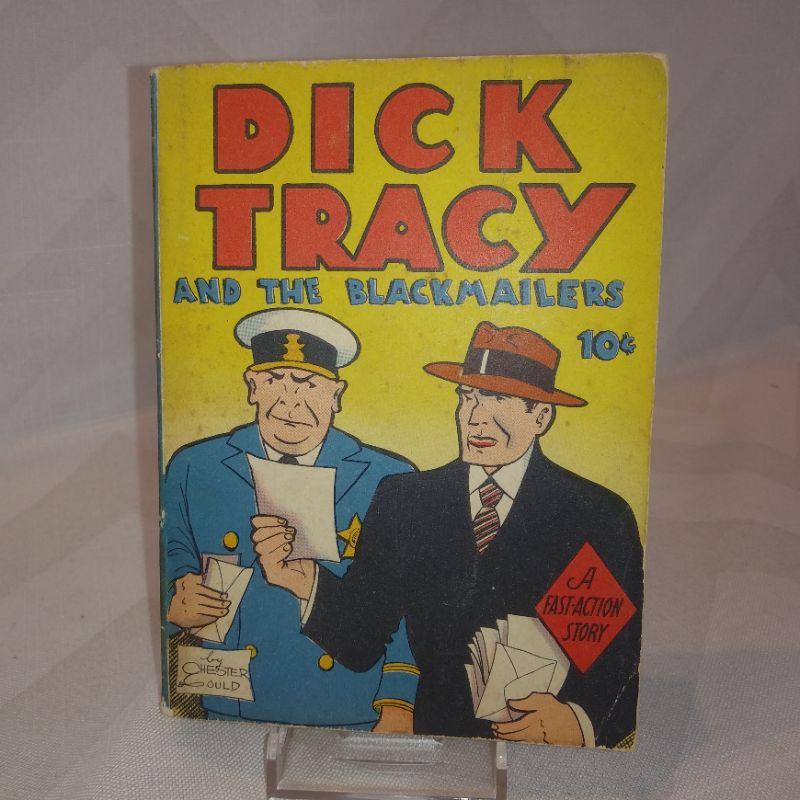 DICK
TRACY
AND THE BLACKMAILERS
10¢
A
FAST-ACTION
STORY
by
CHESTER
GOULD